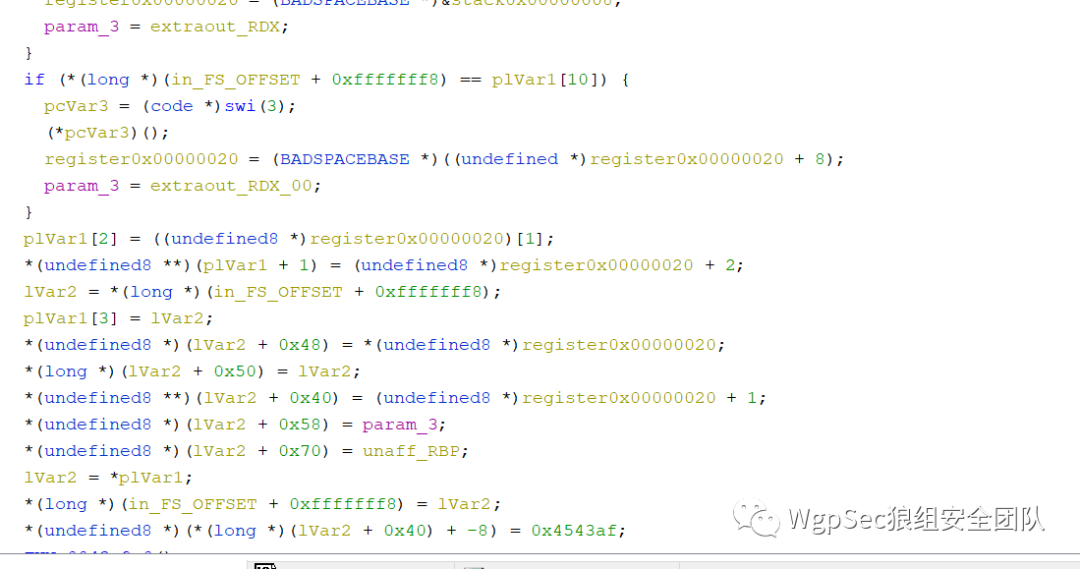 register0x00000020 = (BADSPACEBASE *)&stack0x00000008;
param_3 = extraout_RDX;
}
if (*(long *)(in_FS_OFFSET + 0xfffffff8) == plVar1[10]) {
pcVar3 = (code *)swi(3);
(*pcVar3)();
register0x00000020 = (BADSPACEBASE *)((undefined *)register0x00000020 + 8);
param_3 = extraout_RDX_00;
}
plVar1[2] = ((undefined8 *)register0x00000020)[1];
*(undefined8 **)(plVar1 + 1) = (undefined8 *)register0x00000020 + 2;
lVar2 = *(long *)(in_FS_OFFSET + 0xfffffff8);
plVar1[3] = lVar2;
*(undefined8 *)(lVar2 + 0x48) = *(undefined8 *)register0x00000020;
*(long *)(lVar2 + 0x50) = lVar2;
*(undefined8 **)(lVar2 + 0x40) = (undefined8 *)register0x00000020 + 1;
*(undefined8 *)(lVar2 + 0x58) = param_3;
*(undefined8 *)(lVar2 + 0x70) = unaff_RBP;
lVar2 = *plVar1;
*(long *)(in_FS_OFFSET + 0xfffffff8) = lVar2;
*(undefined8 *)(*(long *)(lVar2 + 0x40) + -8) = 0x4543af;
WgpSec狼组安全团队